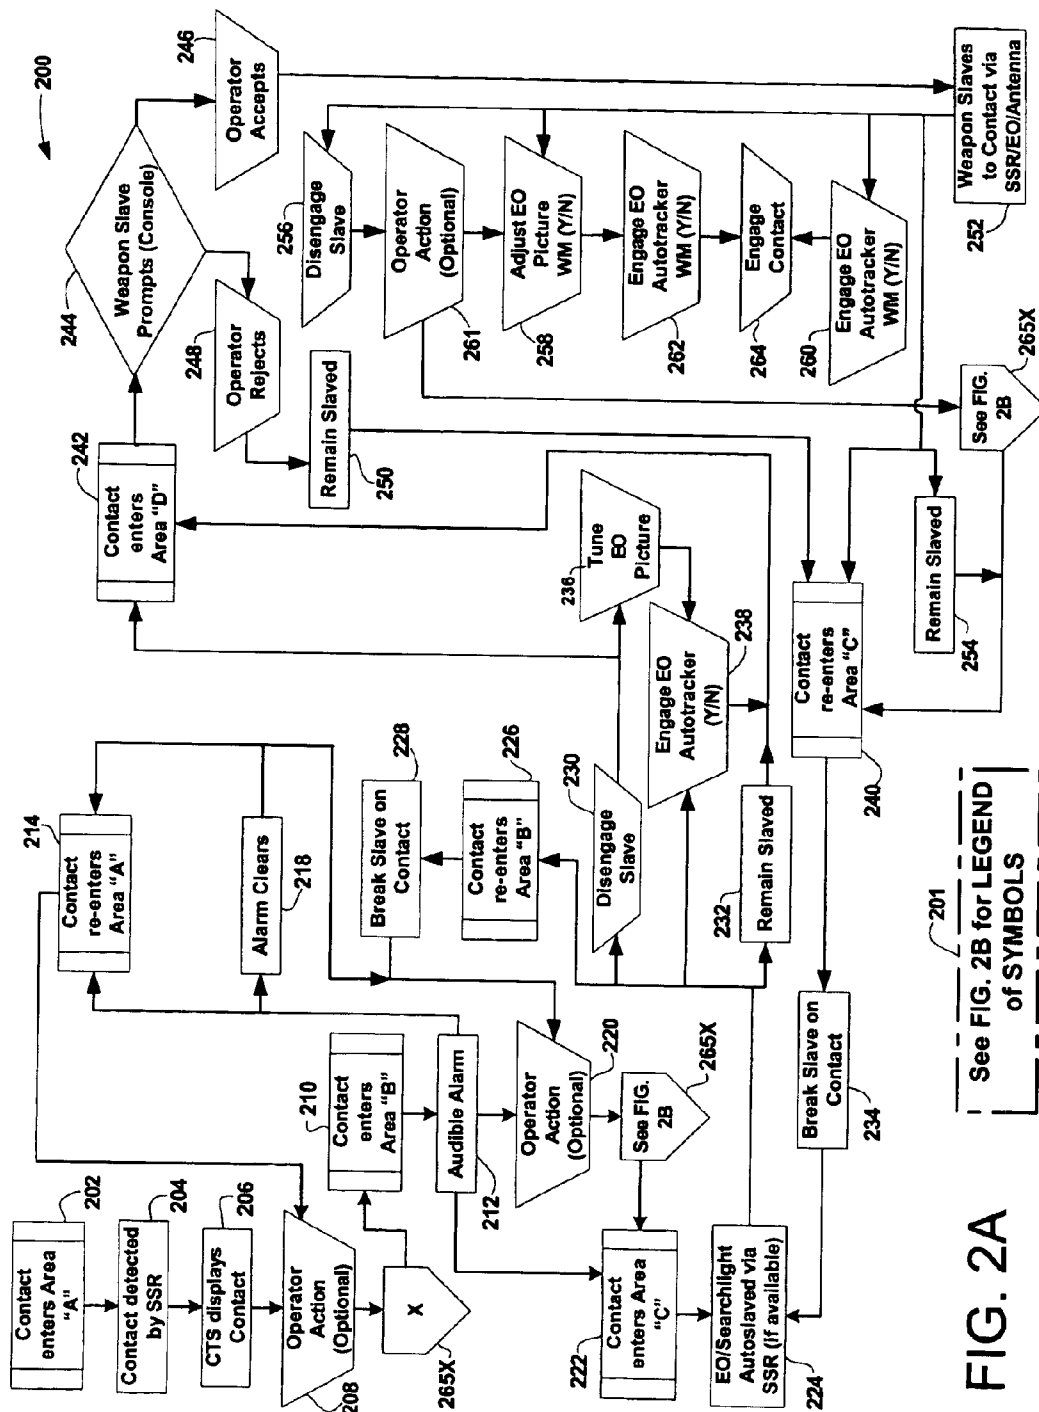 200
202
Contact
enters Area
"A"
204
Contact detected
by SSR
206
CTS displays
Contact
Operator
Action
(Optional)
208
X
265X
210
Contact
enters
Area "B"
Audible Alarm
212
214
Contact
re-enters
Area "A"
Alarm Clears
218
Operator
Action
(Optional)
220
See FIG.
2B
265X
222
Contact
enters Area
"C"
EO/Searchlight
Autoslaved via
SSR (if available)
224
228
Break Slave on
Contact
226
Contact
re-enters
Area "B"
230
Disengage
Slave
232
Remain Slaved
236
Tune
EO
Picture
238
Engage EO
Autotracker
(Y/N)
Break Slave on
Contact
234
Contact
re-enters
Area "C"
240
242
Contact
enters
Area "D"
244
Weapon Slave
Prompts (Console)
246
Operator
Accepts
248
Operator
Rejects
Remain Slaved
250
256
Disengage
Slave
Operator
Action
(Optional)
261
Adjust EO
Picture
WM (Y/N)
258
Engage EO
Autotracker
WM (Y/N)
262
Engage
Contact
264
Engage EO
Autotracker
WM (Y/N)
260
Weapon Slaves
to Contact via
SSR/EO/Antenna
252
Remain Slaved
254
See FIG.
2B
265X
201
See FIG. 2B for LEGEND
of SYMBOLS
FIG. 2A